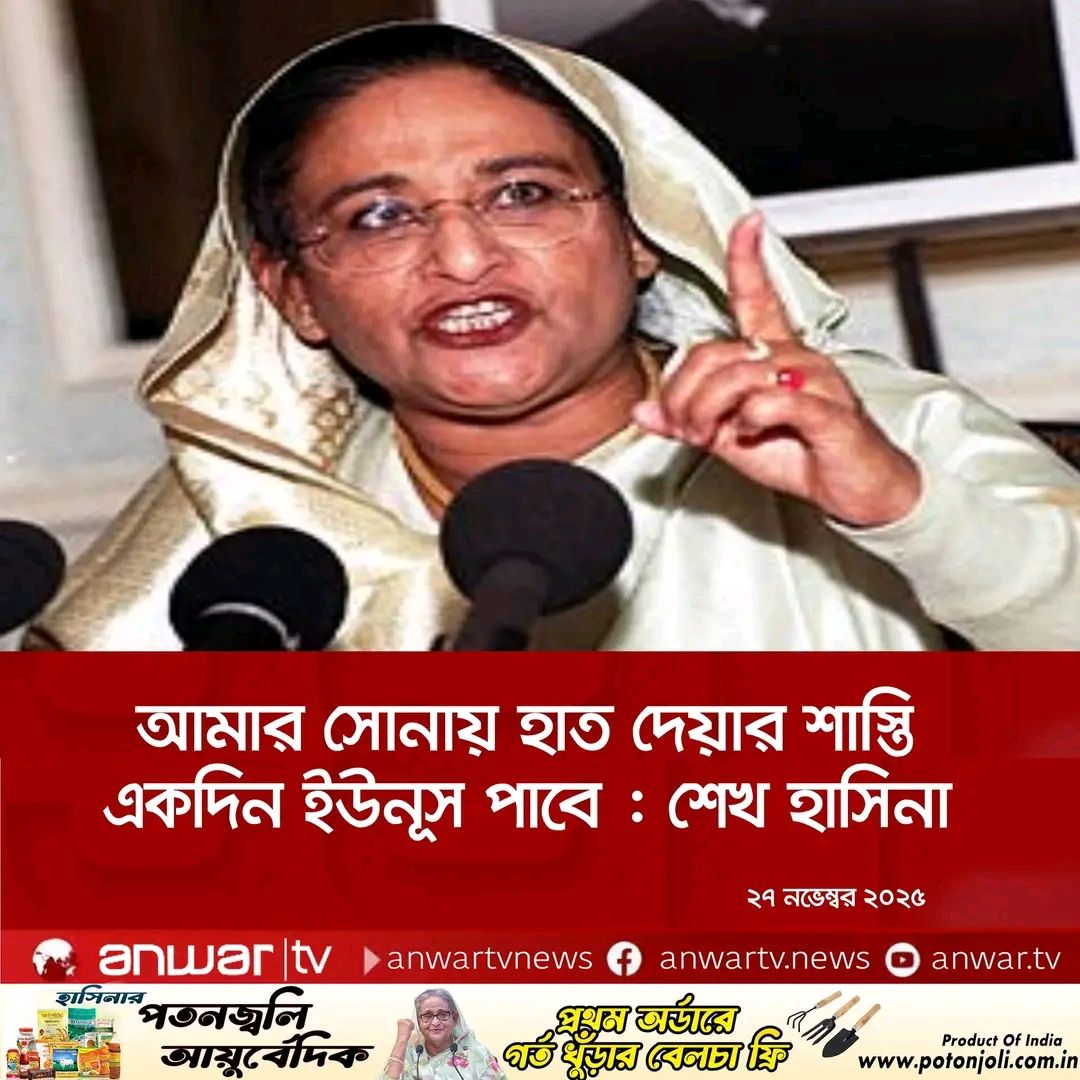 আমার সোনায় হাত দেয়ার শাস্তি
একদিন ইউনূস পাবে : শেখ হাসিনা
২৭ নভেম্বর ২০২৫
anwar tv anwartvnews anwartv.news anwar.tv
হাসিনার
পতনজ্বলি
আয়ুর্বেদিক
প্রথম অর্ডারে
গর্ত খুঁড়ার বেলচা ফ্রি
Product Of India
www.potonjoli.com.in